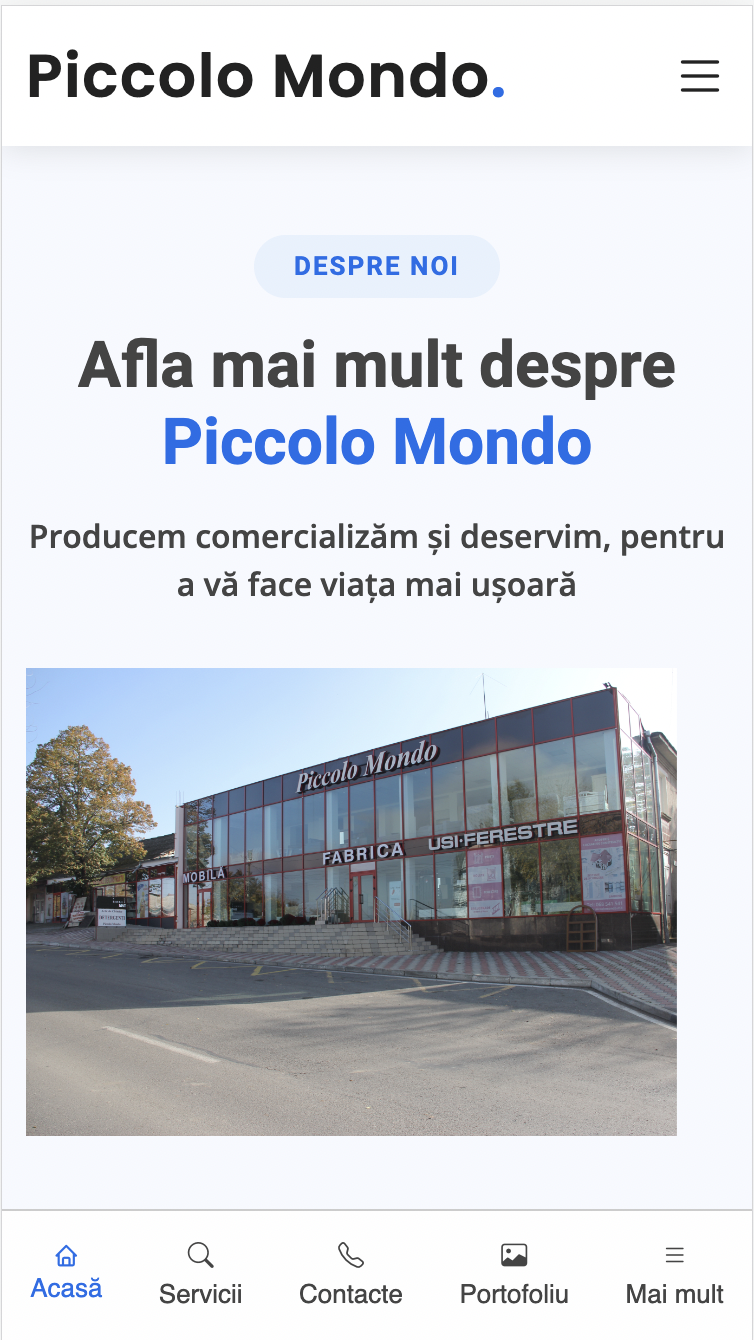 Piccolo Mondo.
DESPRE NOI
Afla mai mult despre
Piccolo Mondo
Producem comercializăm și deservim, pentru
a vă face viața mai ușoară
Piccolo Mondo
MOBILA FABRICA USI·FERESTRE
Acasă
Servicii
Contacte
Portofoliu
Mai mult